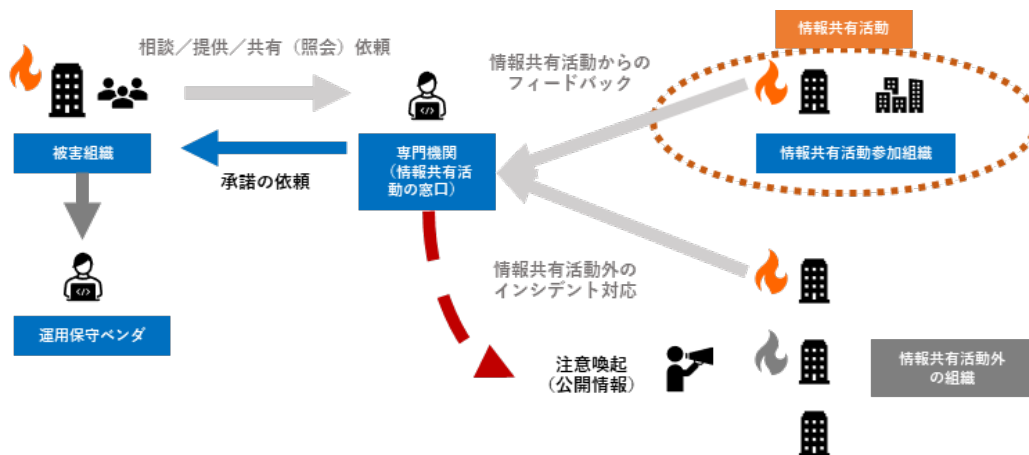 相談／提供／共有（照会）依頼
被害組織
承諾の依頼
運用保守ベンダ
専門機関
（情報共有活
動の窓口）
情報共有活動からの
フィードバック
情報共有活動
情報共有活動参加組織
情報共有活動外の
インシデント対応
注意喚起
（公開情報）
情報共有活動外
の組織